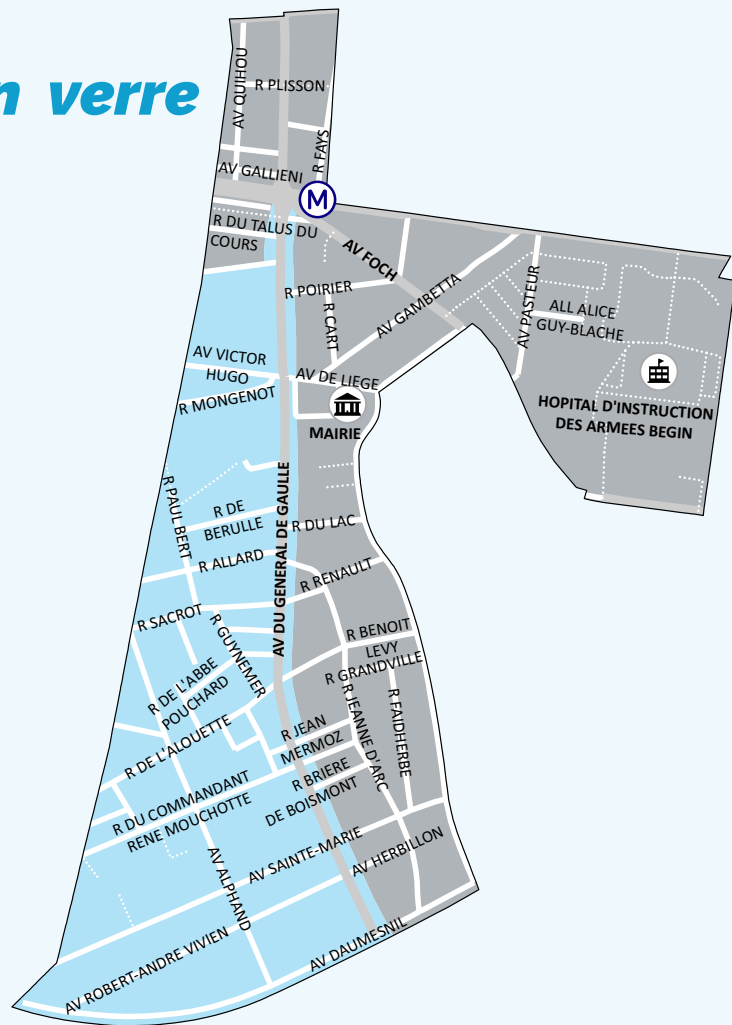 n verre
AV QUIHOU
R PLISSON
R FAYS
AV GALLIENI
M
R DU TALUS DU
COURS
AV FOCH
R POIRIER
R CART
AV GAMBETTA
AV PASTEUR
ALL ALICE
GUY-BLACHE
AV VICTOR
HUGO
AV DE LIEGE
R MONGENOT
MAIRIE
HOPITAL D'INSTRUCTION
DES ARMEES BEGIN
R PAUL BERT
R DE
BERULLE
AV DU GENERAL DE GAULLE
R DU LAC
R ALLARD
R RENAULT
R SACROT
R GUYNEMER
R BENOIT
LEVY
R GRANDVILLE
R DE L'ABBE
POUCHARD
R JEANNE D'ARC
R FAIDHERBE
R DE L'ALOUETTE
R JEAN
MERMOZ
R BRIERE
DE BOISMONT
R DU COMMANDANT
RENE MOUCHOTTE
AV SAINTE-MARIE
AV HERBILLON
AV ALPHAND
AV ROBERT-ANDRE VIVIEN
AV DAUMESNIL